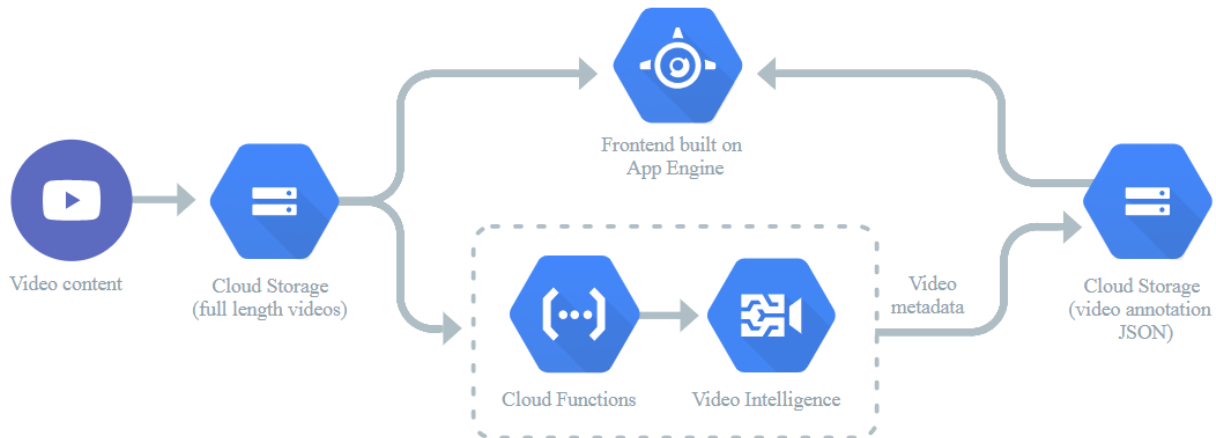 Frontend built on
App Engine
Video content
Cloud Storage
(full length videos)
Cloud Functions
Video Intelligence
Video
metadata
Cloud Storage
(video annotation
JSON)